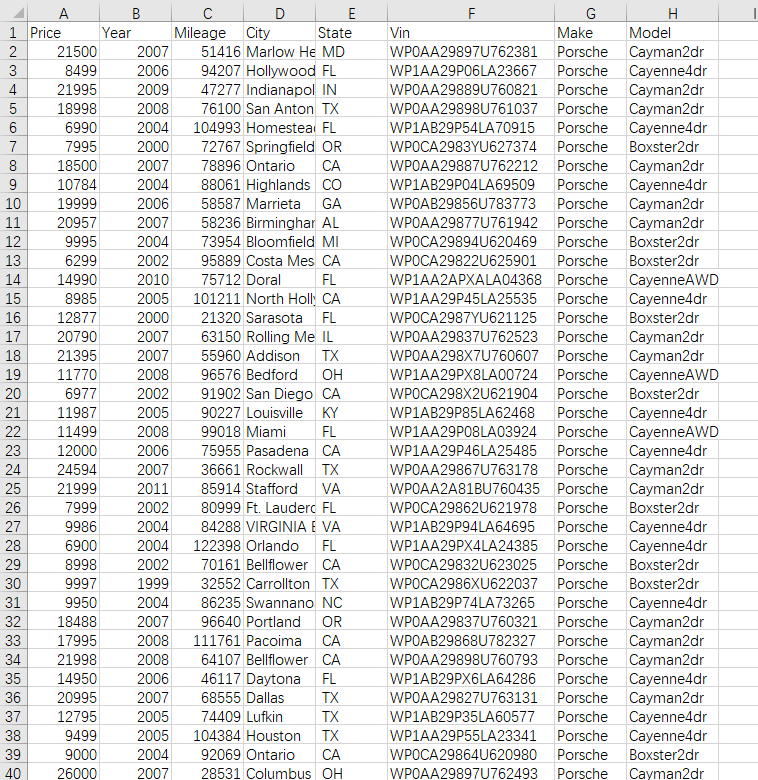 A B C D E F G H I
1 Price Year Mileage City State Vin Make Model
2 21500 2007 51416 Marlow He MD WP0AA29897U762381 Porsche Cayman2dr
3 8499 2006 94207 Hollywood FL WP1AA29P06LA23667 Porsche Cayenne4dr
4 21995 2009 47277 Indianapol IN WP0AA29889U760821 Porsche Cayman2dr
5 18998 2008 76100 San Anton TX WP0AA29898U761037 Porsche Cayman2dr
6 6990 2004 104993 Homestea FL WP1AB29P54LA70915 Porsche Cayenne4dr
7 7995 2000 72767 Springfield OR WP0CA2983YU627374 Porsche Boxster2dr
8 18500 2007 78896 Ontario CA WP0AA29887U762212 Porsche Cayman2dr
9 10784 2004 88061 Highlands CO WP1AB29P04LA69509 Porsche Cayenne4dr
10 19999 2006 58587 Marrieta GA WP0AB29856U783773 Porsche Cayman2dr
11 20957 2007 58236 Birminghar AL WP0AA29877U761942 Porsche Cayman2dr
12 9995 2004 73954 Bloomfield MI WP0CA29894U620469 Porsche Boxster2dr
13 6299 2002 95889 Costa Mes CA WP0CA29822U625901 Porsche Boxster2dr
14 14990 2010 75712 Doral FL WP1AA2APXALA04368 Porsche CayenneAWD
15 8985 2005 101211 North Holl CA WP1AA29P45LA25535 Porsche Cayenne4dr
16 12877 2000 21320 Sarasota FL WP0CA2987YU621125 Porsche Boxster2dr
17 20790 2007 63150 Rolling Me IL WP0AA29837U762523 Porsche Cayman2dr
18 21395 2007 55960 Addison TX WP0AA298X7U760607 Porsche Cayman2dr
19 11770 2008 96576 Bedford OH WP1AA29PX8LA00724 Porsche CayenneAWD
20 6977 2002 91902 San Diego CA WP0CA298X2U621904 Porsche Boxster2dr
21 11987 2005 90227 Louisville KY WP1AB29P85LA62468 Porsche Cayenne4dr
22 11499 2008 99018 Miami FL WP1AA29P08LA03924 Porsche CayenneAWD
23 12000 2006 75955 Pasadena CA WP1AA29P46LA25485 Porsche Cayenne4dr
24 24594 2007 36661 Rockwall TX WP0AA29867U763178 Porsche Cayman2dr
25 21999 2011 85914 Stafford VA WP0AA2A81BU760435 Porsche Cayman2dr
26 7999 2002 80999 Ft. Lauderc FL WP0CA29862U621978 Porsche Boxster2dr
27 9986 2004 84288 VIRGINIA E VA WP1AB29P94LA64695 Porsche Cayenne4dr
28 6900 2004 122398 Orlando FL WP1AA29PX4LA24385 Porsche Cayenne4dr
29 8998 2002 70161 Bellflower CA WP0CA29832U623025 Porsche Boxster2dr
30 9997 1999 32552 Carrollton TX WP0CA2986XU622037 Porsche Boxster2dr
31 9950 2004 86235 Swannano NC WP1AB29P74LA73265 Porsche Cayenne4dr
32 18488 2007 96640 Portland OR WP0AA29837U760321 Porsche Cayman2dr
33 17995 2008 111761 Pacoima CA WP0AB29868U782327 Porsche Cayman2dr
34 21998 2008 64107 Bellflower CA WP0AA29898U760793 Porsche Cayman2dr
35 14950 2006 46117 Daytona FL WP1AB29PX6LA64286 Porsche Cayenne4dr
36 20995 2007 68555 Dallas TX WP0AA29827U763131 Porsche Cayman2dr
37 12795 2005 74409 Lufkin TX WP1AB29P35LA60577 Porsche Cayenne4dr
38 9499 2005 104384 Houston TX WP1AA29P55LA23341 Porsche Cayenne4dr
39 9000 2004 92069 Ontario CA WP0CA29864U620980 Porsche Boxster2dr
40 26000 2007 28531 Columbus OH WP0AA29897U762493 Porsche Cayman2dr